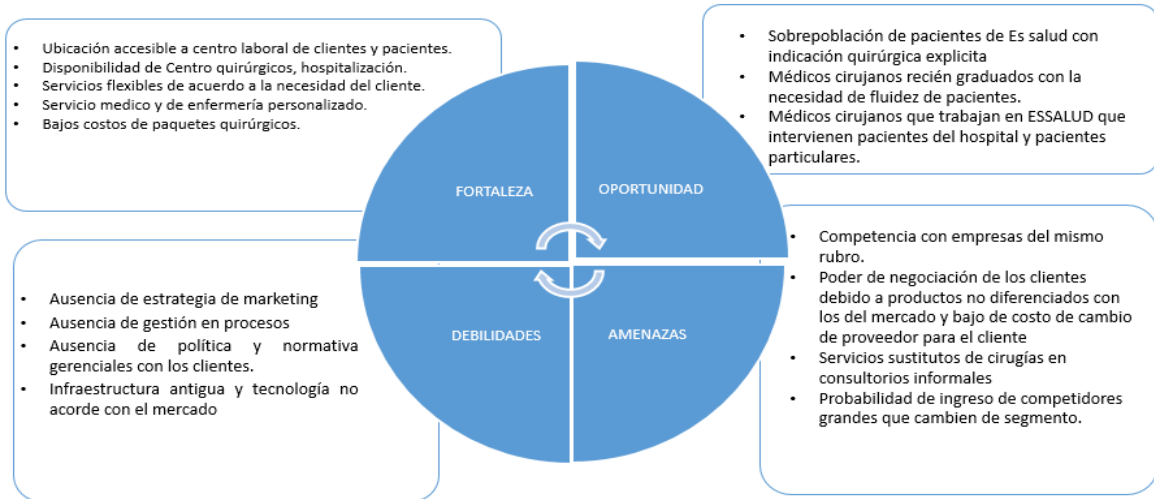 • Ubicación accesible a centro laboral de clientes y pacientes.
• Disponibilidad de Centro quirúrgicos, hospitalización.
• Servicios flexibles de acuerdo a la necesidad del cliente.
• Servicio medico y de enfermería personalizado.
• Bajos costos de paquetes quirúrgicos.
• Sobrepoblación de pacientes de Es salud con
indicación quirúrgica explicita
• Médicos cirujanos recién graduados con la
necesidad de fluidez de pacientes.
• Médicos cirujanos que trabajan en ESSALUD que
intervienen pacientes del hospital y pacientes
particulares.
FORTALEZA
OPORTUNIDAD
• Ausencia de estrategia de marketing
• Ausencia de gestión en procesos
• Ausencia de política y normativa
gerenciales con los clientes.
• Infraestructura antigua y tecnología no
acorde con el mercado
DEBILIDADES
AMENAZAS
• Competencia con empresas del mismo
rubro.
• Poder de negociación de los clientes
debido a productos no diferenciados con
los del mercado y bajo de costo de cambio
de proveedor para el cliente
• Servicios sustitutos de cirugías en
consultorios informales
• Probabilidad de ingreso de competidores
grandes que cambien de segmento.